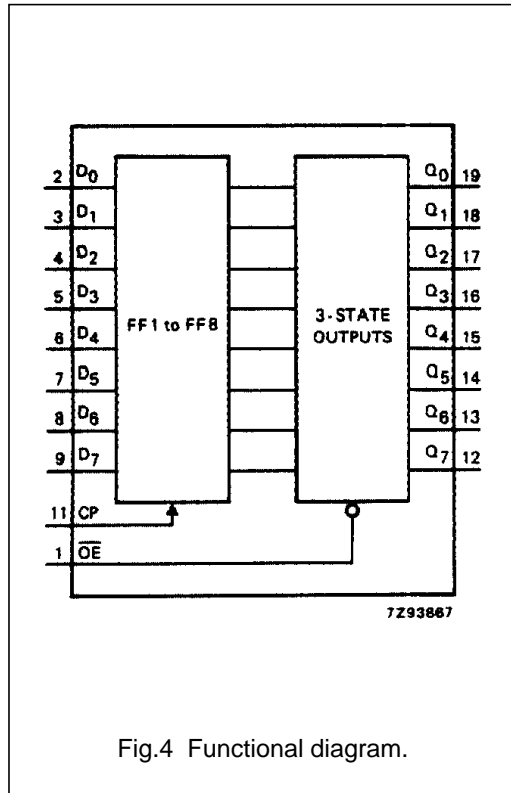 2 D0 Q0 19
3 D1 Q1 18
4 D2 Q2 17
5 D3 Q3 16
FF1 to FF8
3-STATE
OUTPUTS
6 D4 Q4 15
7 D5 Q5 14
8 D6 Q6 13
9 D7 Q7 12
11 CP
1 O̅E̅
7Z93867
Fig.4 Functional diagram.